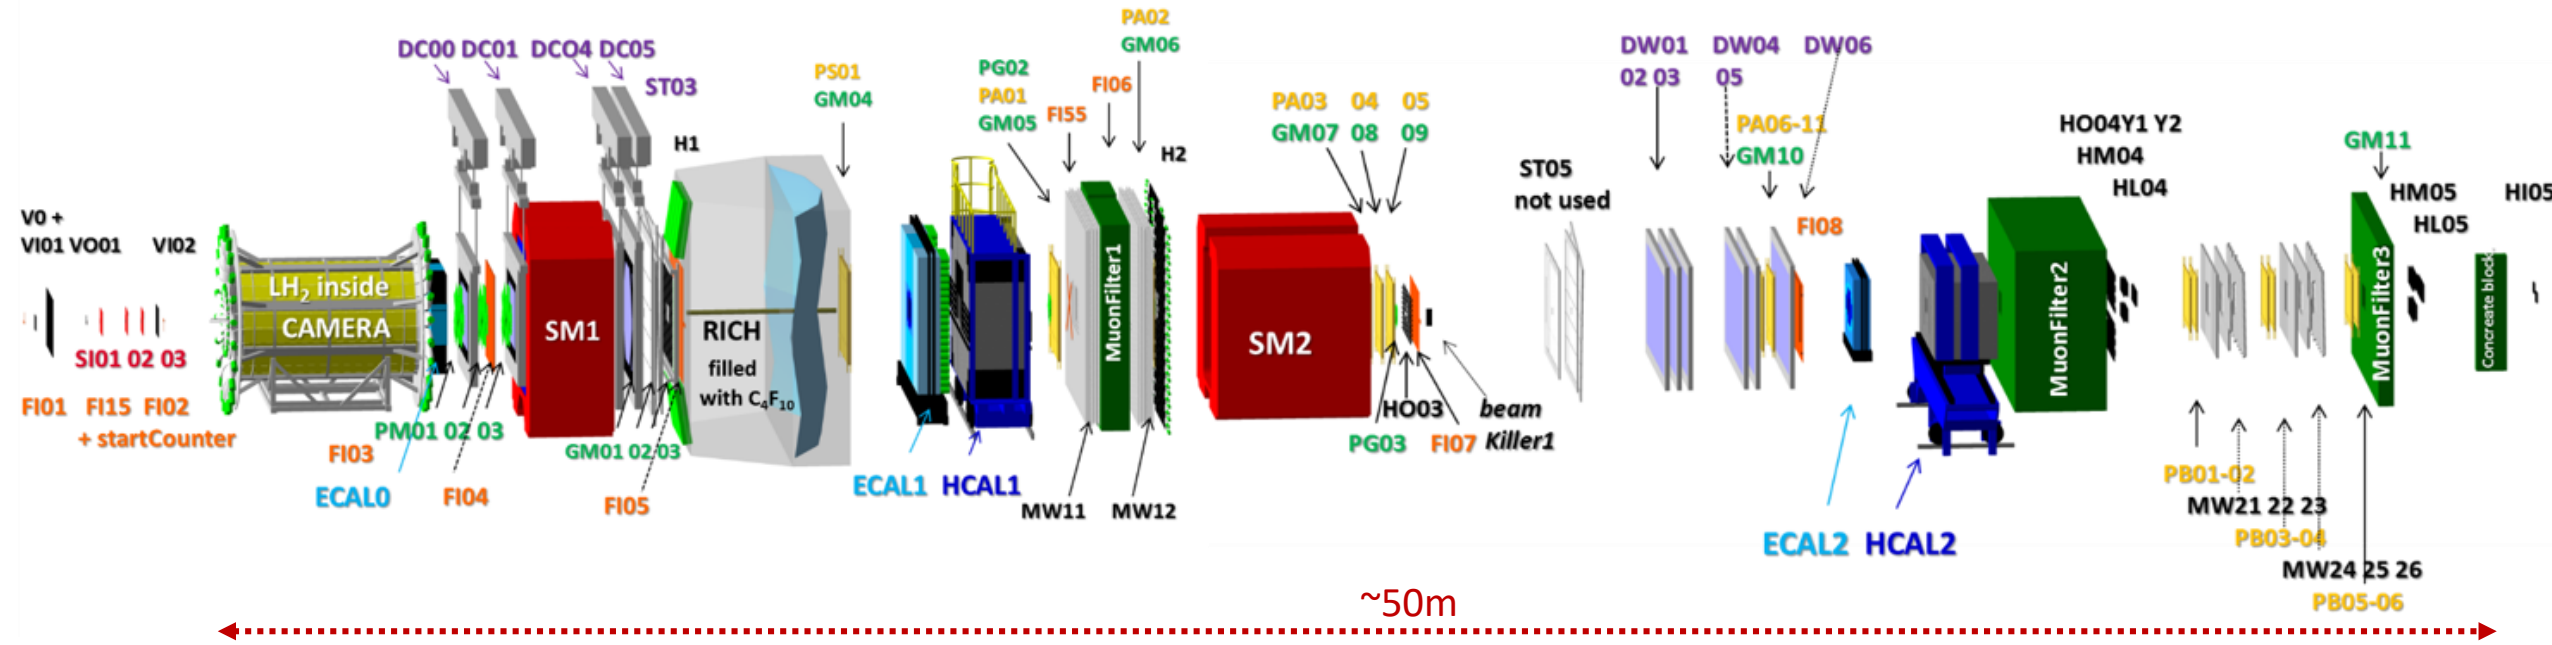 DC00 DC01 DCO4 DC05
ST03
H1
PS01
GM04
PG02
PA01
GM05
FI55
FI06
PA02
GM06
H2
PA03 04 05
GM07 08 09
ST05
not used
DW01 DW04 DW06
02 03 05
PA06-11
GM10
FI08
HO04Y1 Y2
HM04
HL04
GM11
HM05
HL05
HI05
V0 +
VI01 VO01 VI02
SI01 02 03
FI01 FI15 FI02
+ startCounter
LH2 inside
CAMERA
SM1
RICH
filled
with C4F10
MuonFilter1
SM2
MuonFilter2
MuonFilter3
Concreate block
PM01 02 03
FI03
ECAL0
FI04
GM01 02 03
FI05
ECAL1 HCAL1
MW11 MW12
HO03
PG03 FI07
beam
Killer1
ECAL2 HCAL2
PB01-02
MW21 22 23
PB03-04
MW24 25 26
PB05-06
~50m